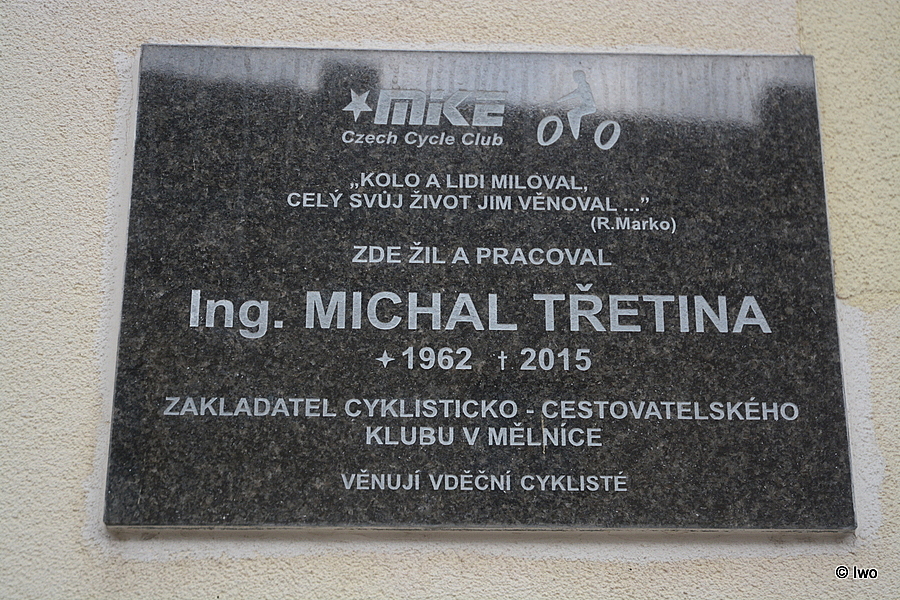 MIKE
Czech Cycle Club
„KOLO A LIDI MILOVAL,
CELÝ SVŮJ ŽIVOT JIM VĚNOVAL ...”
(R.Marko)
ZDE ŽIL A PRACOVAL
Ing. MICHAL TŘETINA
✦ 1962 † 2015
ZAKLADATEL CYKLISTICKO - CESTOVATELSKÉHO
KLUBU V MĚLNÍCE
VĚNUJÍ VDĚČNÍ CYKLISTÉ
© Iwo